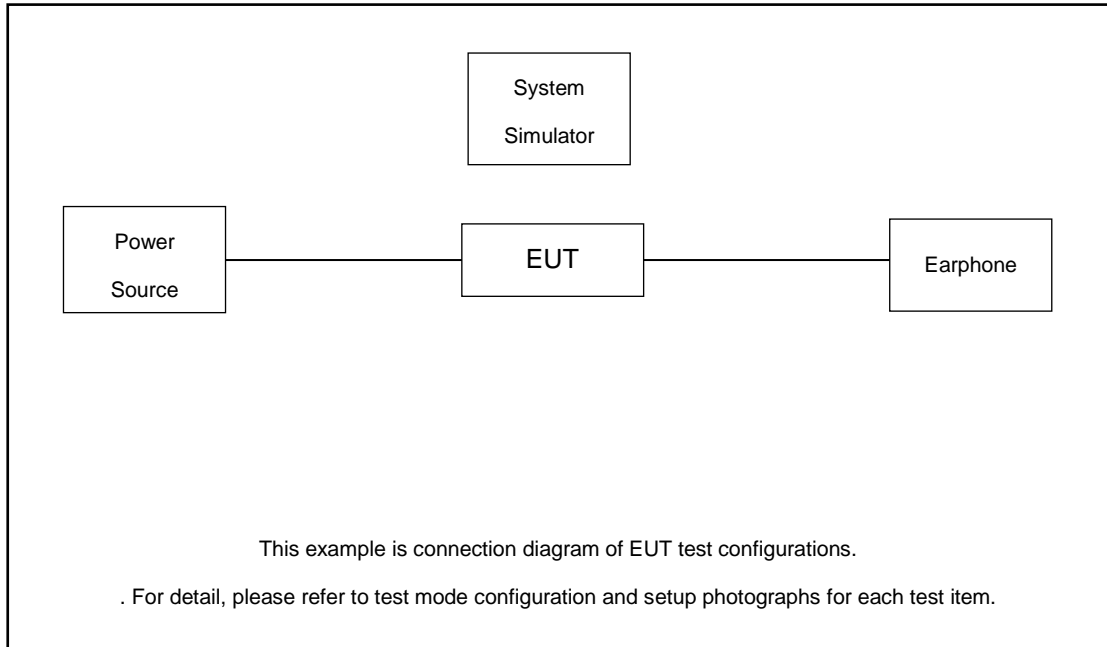 System
Simulator
Power
Source
EUT
Earphone
This example is connection diagram of EUT test configurations.
. For detail, please refer to test mode configuration and setup photographs for each test item.